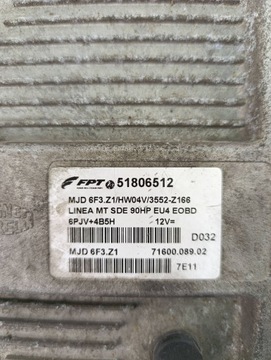 FPT 51806512
MJD 6F3.Z1/HW04V/3552-Z166
LINEA MT SDE 90HP EU4 EOBD
6PJV+4B5H 12V=
D032
MJD 6F3.Z1 71600.089.02
7E11